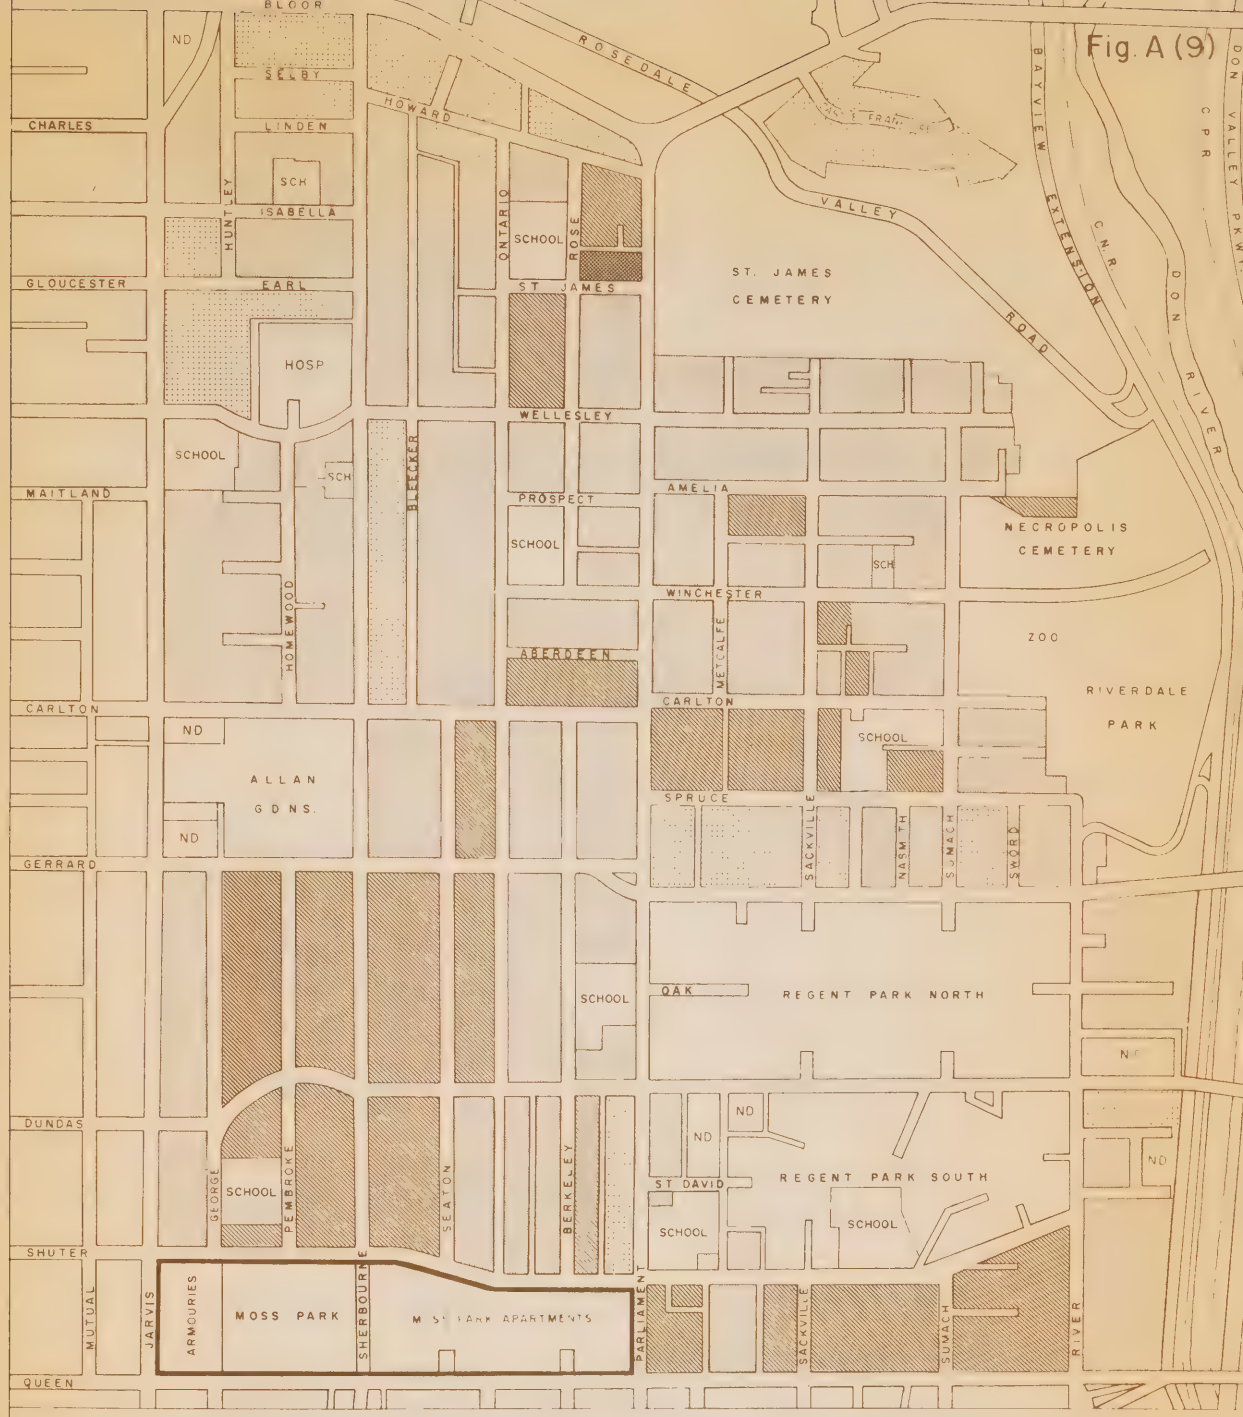 BLOOR
Fig. A (9)
ND
ROSEDALE
BAYVIEW EXTENSION
DON VALLEY PKWY.
SELBY
HOWARD
C P R
CHARLES
LINDEN
SCH
HUNTLEY
ISABELLA
ONTARIO
SCHOOL
ROSE
VALLEY
C.N.R.
GLOUCESTER
EARL
ST JAMES
ST. JAMES
CEMETERY
ROAD
DON
RIVER
HOSP
WELLESLEY
SCHOOL
SCH
BLEECKER
MAITLAND
PROSPECT
AMELIA
SCHOOL
NECROPOLIS
CEMETERY
SCH
HOMEWOOD
WINCHESTER
METCALFE
ZOO
ABERDEEN
RIVERDALE
PARK
CARLTON
CARLTON
ND
SCHOOL
ALLAN
GDNS.
SPRUCE
ND
SACKVILLE
NASMITH
SUMACH
SWORD
GERRARD
SCHOOL
OAK
REGENT PARK NORTH
DUNDAS
ND
ND
ND
GEORGE
SCHOOL
PEMBROKE
SEATON
BERKELEY
ST DAVID
REGENT PARK SOUTH
SCHOOL
SCHOOL
SHUTER
MUTUAL
JARVIS
ARMOURIES
MOSS PARK
SHERBOURNE
PARK APARTMENTS
PARLIAMENT
SACKVILLE
SUMACH
RIVER
QUEEN